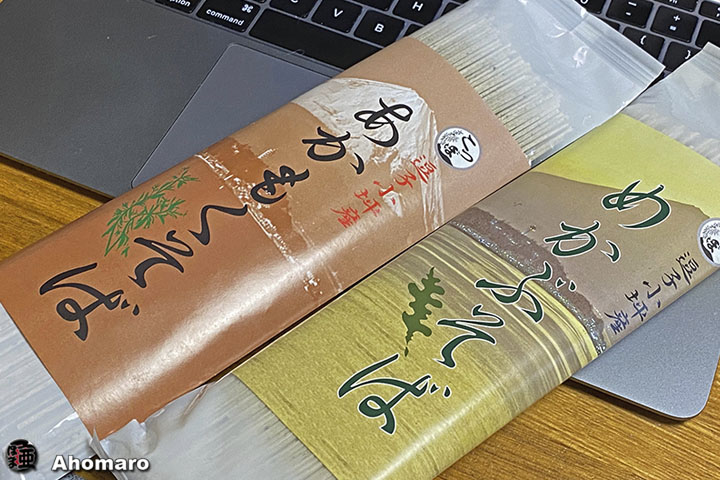 option
command
あかもくそば
逗子小坪産
めかぶそば
逗子小坪産
Ahomaro